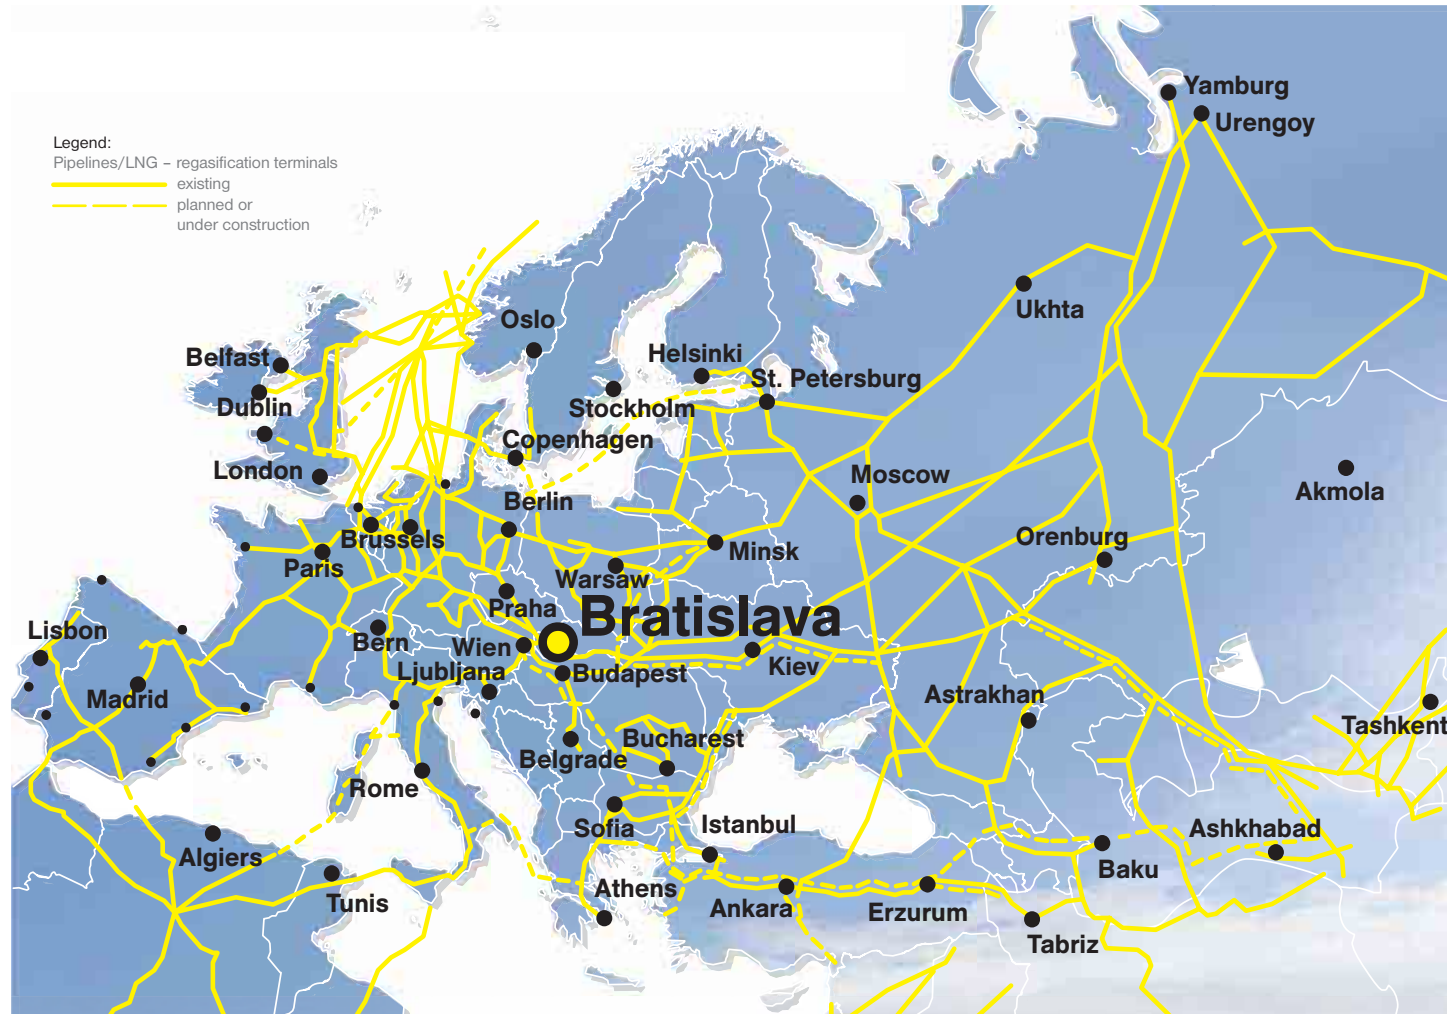 Yamburg
Urengoy
Legend:
Pipelines/LNG – regasification terminals
existing
planned or
under construction
Ukhta
Oslo
Belfast
Helsinki
St. Petersburg
Dublin
Stockholm
Copenhagen
London
Moscow
Akmola
Berlin
Brussels
Orenburg
Minsk
Paris
Warsaw
Praha
Bratislava
Lisbon
Bern
Wien
Kiev
Ljubljana
Budapest
Madrid
Astrakhan
Tashkent
Bucharest
Belgrade
Rome
Sofia
Istanbul
Ashkhabad
Algiers
Baku
Athens
Tunis
Ankara
Erzurum
Tabriz